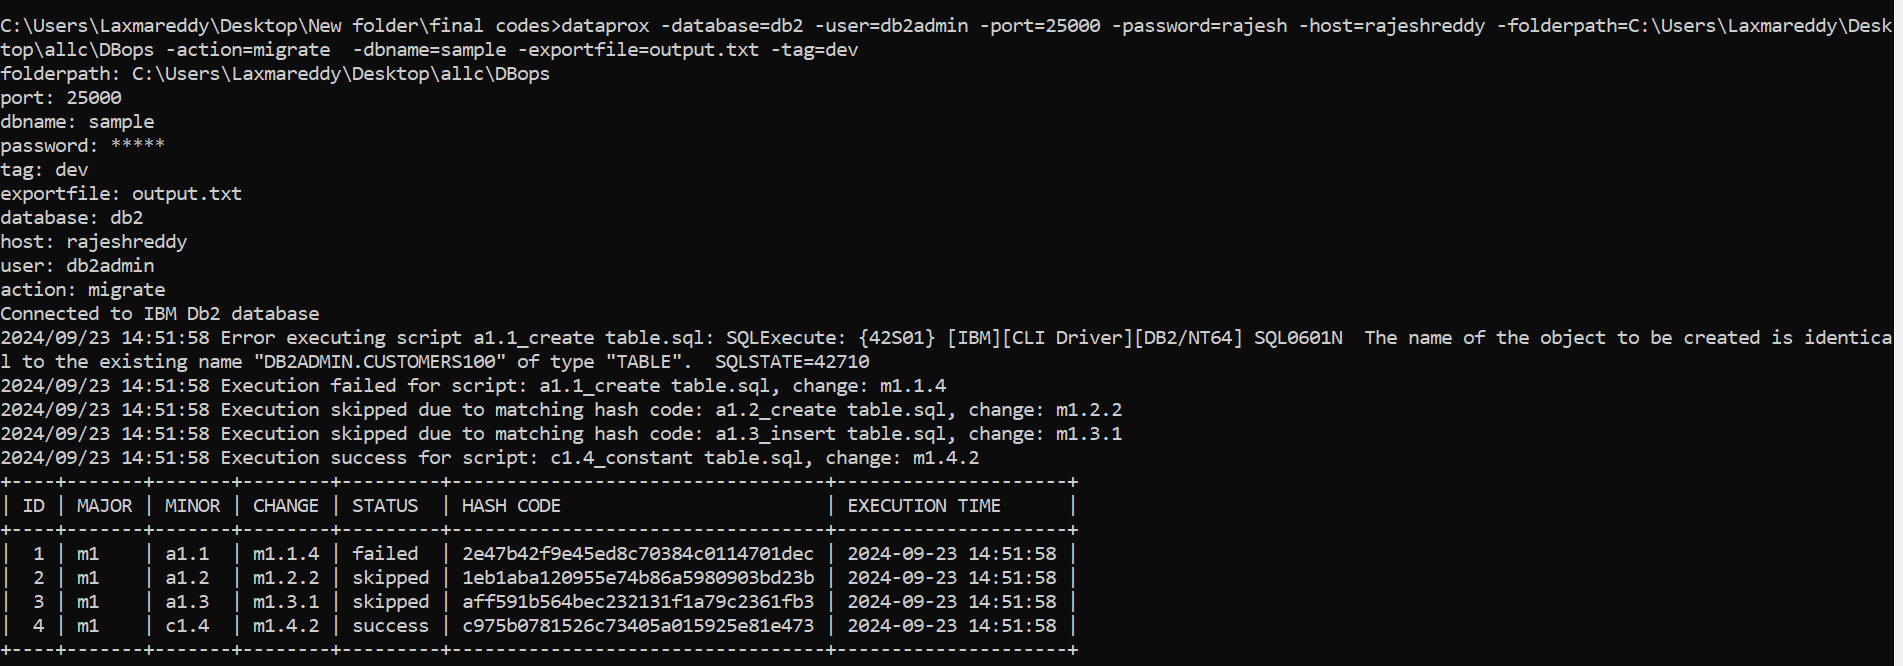 C:\Users\Laxmareddy\Desktop\New folder\final codes>dataprox -database=db2 -user=db2admin -port=25000 -password=rajesh -host=rajeshreddy -folderpath=C:\Users\Laxmareddy\Desk
top\allc\DBops -action=migrate  -dbname=sample -exportfile=output.txt -tag=dev
folderpath: C:\Users\Laxmareddy\Desktop\allc\DBops
port: 25000
dbname: sample
password: *****
tag: dev
exportfile: output.txt
database: db2
host: rajeshreddy
user: db2admin
action: migrate
Connected to IBM Db2 database
2024/09/23 14:51:58 Error executing script a1.1_create table.sql: SQLExecute: {42S01} [IBM][CLI Driver][DB2/NT64] SQL0601N  The name of the object to be created is identica
l to the existing name "DB2ADMIN.CUSTOMERS100" of type "TABLE".  SQLSTATE=42710
2024/09/23 14:51:58 Execution failed for script: a1.1_create table.sql, change: m1.1.4
2024/09/23 14:51:58 Execution skipped due to matching hash code: a1.2_create table.sql, change: m1.2.2
2024/09/23 14:51:58 Execution skipped due to matching hash code: a1.3_insert table.sql, change: m1.3.1
2024/09/23 14:51:58 Execution success for script: c1.4_constant table.sql, change: m1.4.2
+----+-------+-------+--------+---------+----------------------------------+---------------------+
| ID | MAJOR | MINOR | CHANGE | STATUS  | HASH CODE                        | EXECUTION TIME      |
+----+-------+-------+--------+---------+----------------------------------+---------------------+
|  1 | m1    | a1.1  | m1.1.4 | failed  | 2e47b42f9e45ed8c70384c0114701dec | 2024-09-23 14:51:58 |
|  2 | m1    | a1.2  | m1.2.2 | skipped | 1eb1aba120955e74b86a5980903bd23b | 2024-09-23 14:51:58 |
|  3 | m1    | a1.3  | m1.3.1 | skipped | aff591b564bec232131f1a79c2361fb3 | 2024-09-23 14:51:58 |
|  4 | m1    | c1.4  | m1.4.2 | success | c975b0781526c73405a015925e81e473 | 2024-09-23 14:51:58 |
+----+-------+-------+--------+---------+----------------------------------+---------------------+